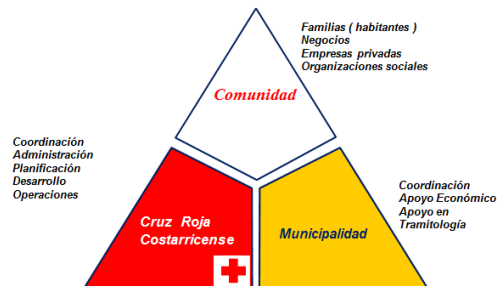 Familias ( habitantes )
Negocios
Empresas privadas
Organizaciones sociales
Comunidad
Coordinación
Administración
Planificación
Desarrollo
Operaciones
Cruz Roja
Costarricense
Municipalidad
Coordinación
Apoyo Económico
Apoyo en
Tramitología